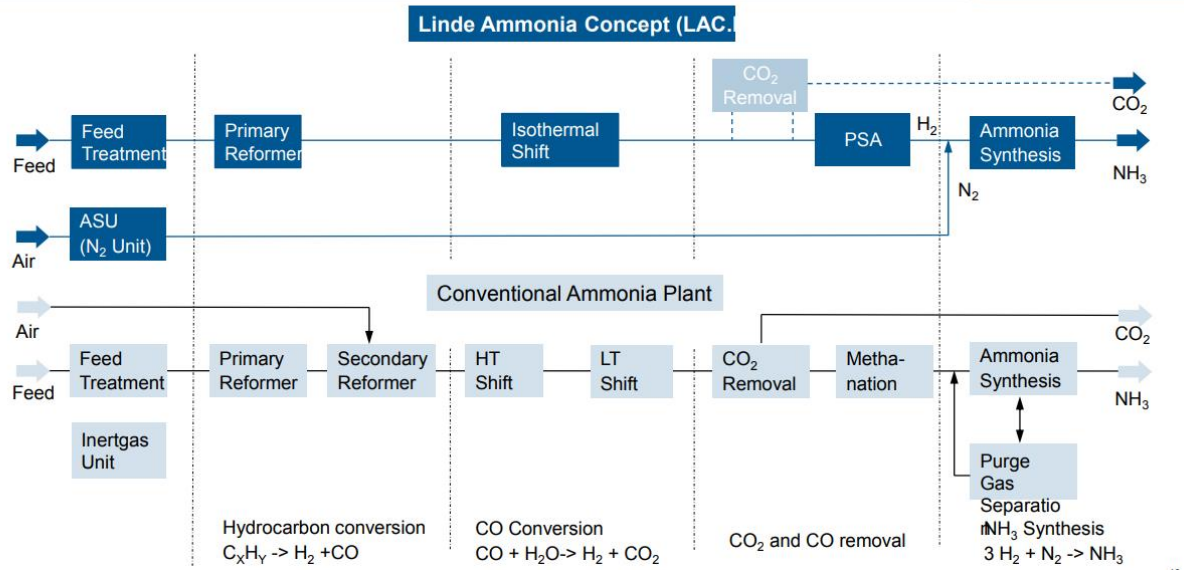 Linde Ammonia Concept (LAC.
CO₂
Removal
CO₂
Feed
Treatment
Primary
Reformer
Isothermal
Shift
PSA
H₂
Ammonia
Synthesis
Feed
NH₃
N₂
ASU
(N₂ Unit)
Air
Conventional Ammonia Plant
Air
CO₂
Feed
Treatment
Primary
Reformer
Secondary
Reformer
HT
Shift
LT
Shift
CO₂
Removal
Metha-
nation
Ammonia
Synthesis
Feed
NH₃
Inertgas
Unit
Purge
Gas
Separatio
n
Hydrocarbon conversion
CₓHᵧ -> H₂ +CO
CO Conversion
CO + H₂O-> H₂ + CO₂
CO₂ and CO removal
NH₃ Synthesis
3 H₂ + N₂ -> NH₃